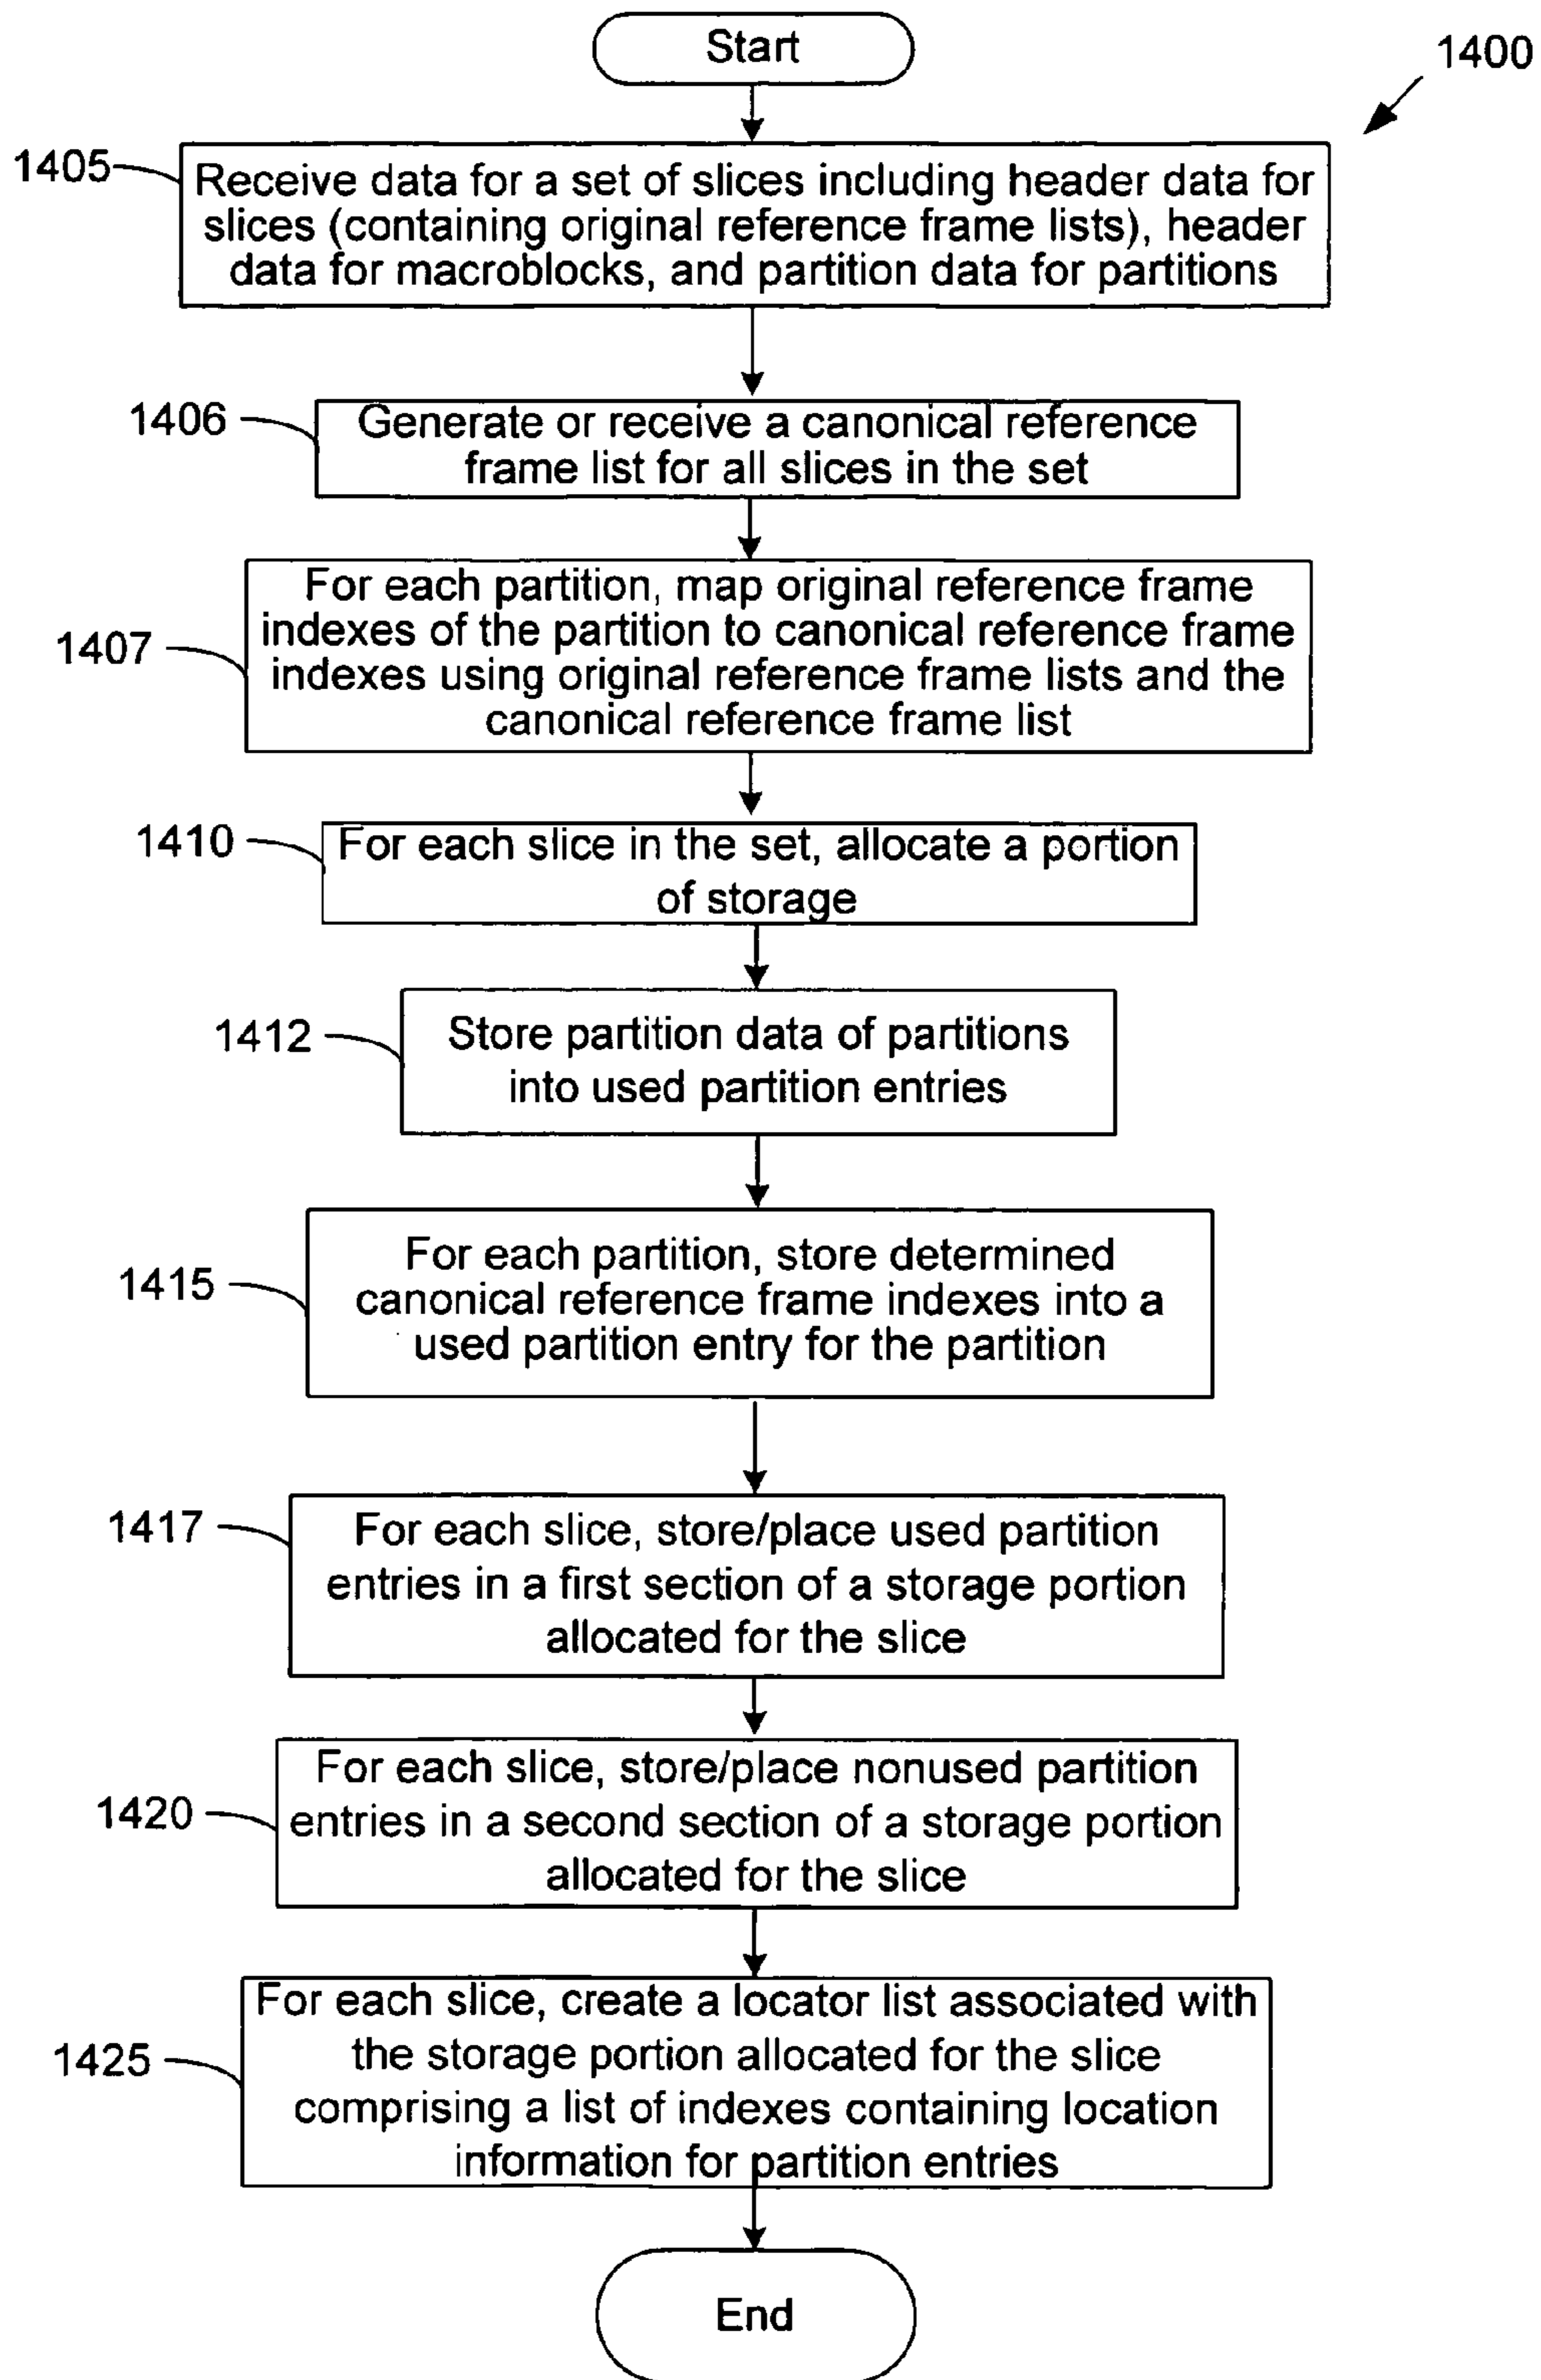 Start
1400
1405
Receive data for a set of slices including header data for
slices (containing original reference frame lists), header
data for macroblocks, and partition data for partitions
1406
Generate or receive a canonical reference
frame list for all slices in the set
1407
For each partition, map original reference frame
indexes of the partition to canonical reference frame
indexes using original reference frame lists and the
canonical reference frame list
1410
For each slice in the set, allocate a portion
of storage
1412
Store partition data of partitions
into used partition entries
1415
For each partition, store determined
canonical reference frame indexes into a
used partition entry for the partition
1417
For each slice, store/place used partition
entries in a first section of a storage portion
allocated for the slice
1420
For each slice, store/place nonused partition
entries in a second section of a storage portion
allocated for the slice
1425
For each slice, create a locator list associated with
the storage portion allocated for the slice
comprising a list of indexes containing location
information for partition entries
End